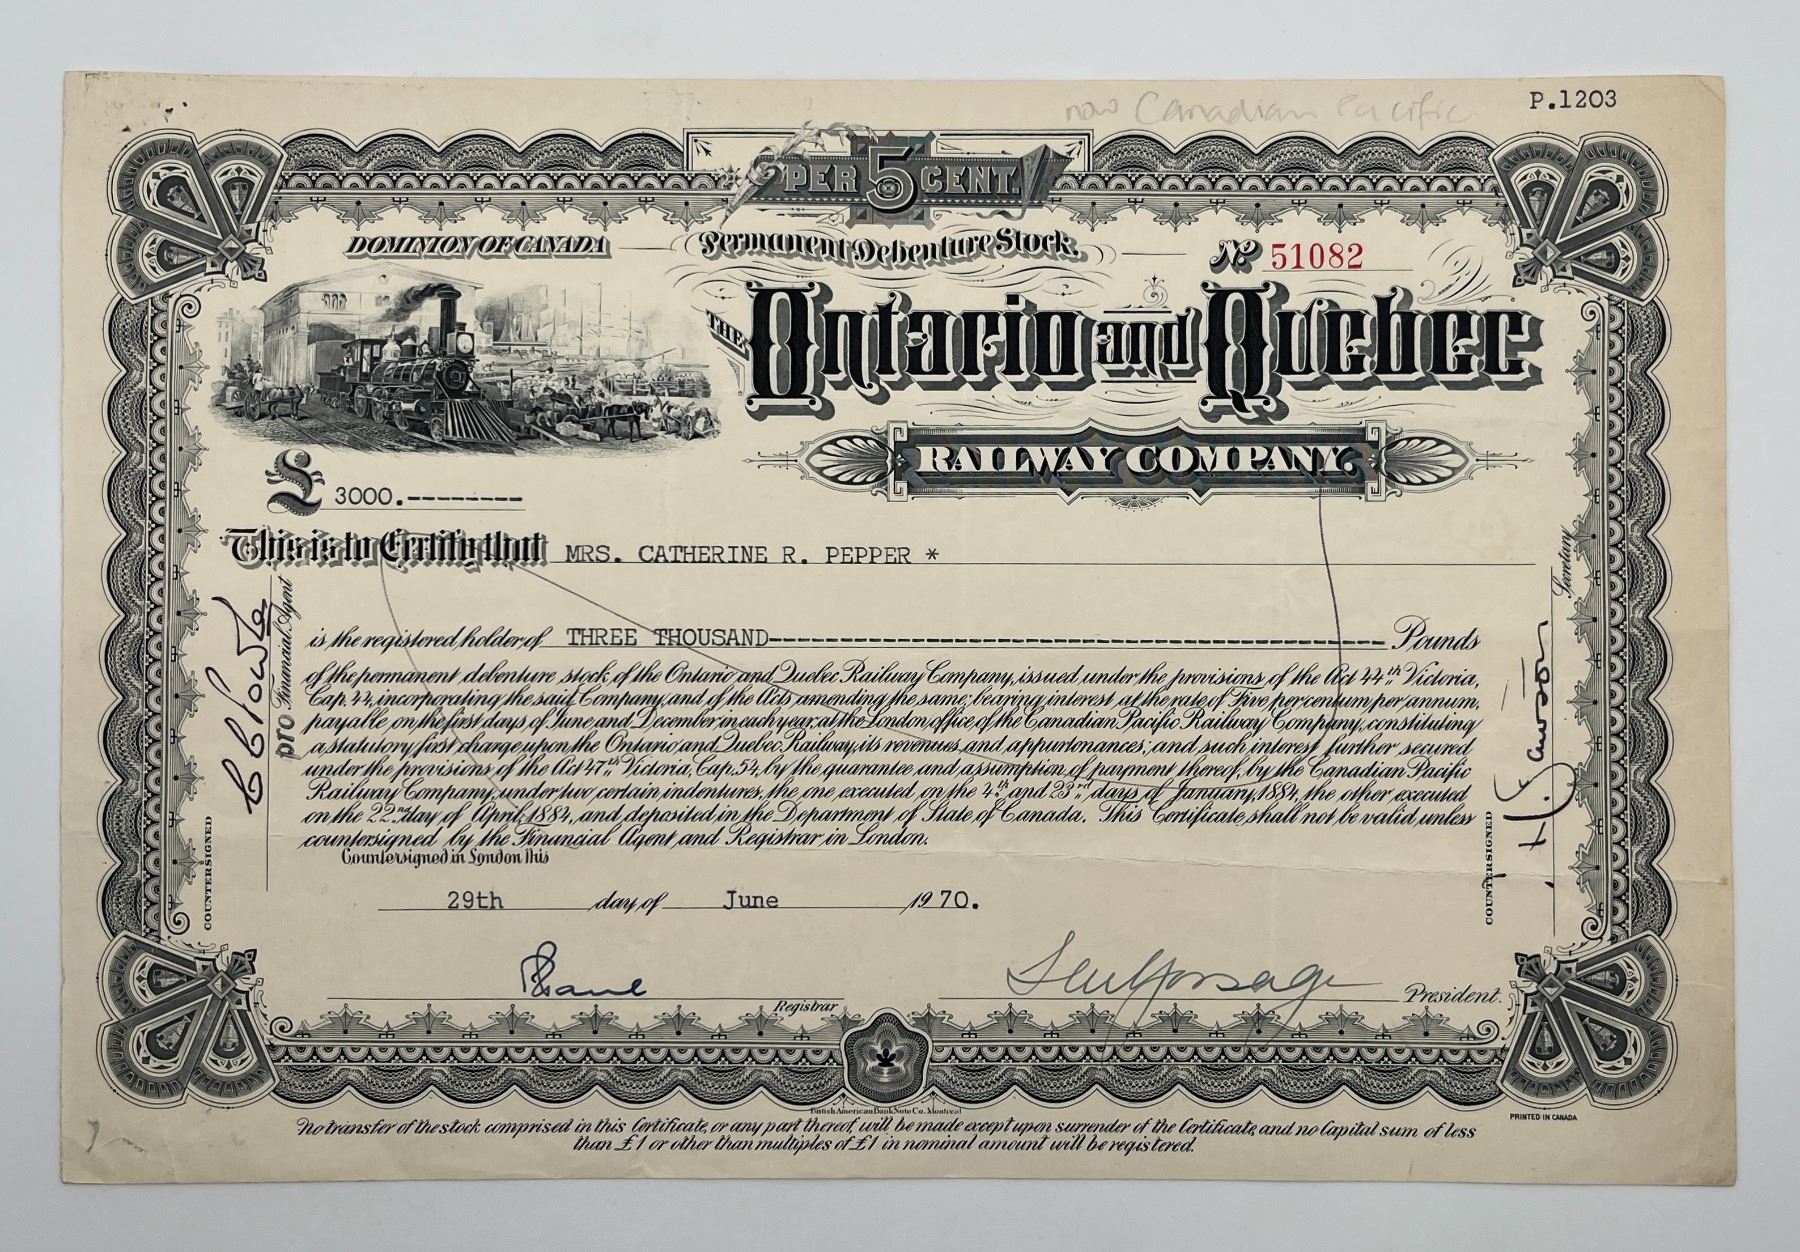 now Canadian Pacific
P.1203
PER 5 CENT.
DOMINION OF CANADA
Permanent Debenture Stock.
No 51082
THE Ontario and Quebec
RAILWAY COMPANY.
£ 3000.---------
This is to Certify that MRS. CATHERINE R. PEPPER *
is the registered holder of THREE THOUSAND--- Pounds
of the permanent debenture stock of the Ontario and Quebec Railway Company, issued under the provisions of the Act 44th Victoria,
Cap. 44, incorporating the said Company, and of the Acts amending the same; bearing interest at the rate of Five per centum per annum,
payable on the first days of June and December in each year, at the London office of the Canadian Pacific Railway Company, constituting
a statutory first charge upon the Ontario and Quebec Railway, its revenues and appurtenances; and such interest further secured
under the provisions of the Act 47th Victoria, Cap. 54, by the guarantee and assumption of payment thereof, by the Canadian Pacific
Railway Company, under two certain indentures, the one executed on the 4th and 23rd days of January, 1884, the other executed
on the 22nd day of April, 1884, and deposited in the Department of State of Canada. This Certificate shall not be valid unless
countersigned by the Financial Agent and Registrar in London.
Countersigned in London this
29th day of June 1970.
Registrar
President.
COUNTERSIGNED
pro Financial Agent
COUNTERSIGNED
H. J. Sawson
Secretary
British American Bank Note Co. Montreal
PRINTED IN CANADA
No transfer of the stock comprised in this Certificate, or any part thereof, will be made except upon surrender of the Certificate, and no Capital sum of less
than £1 or other than multiples of £1 in nominal amount will be registered.